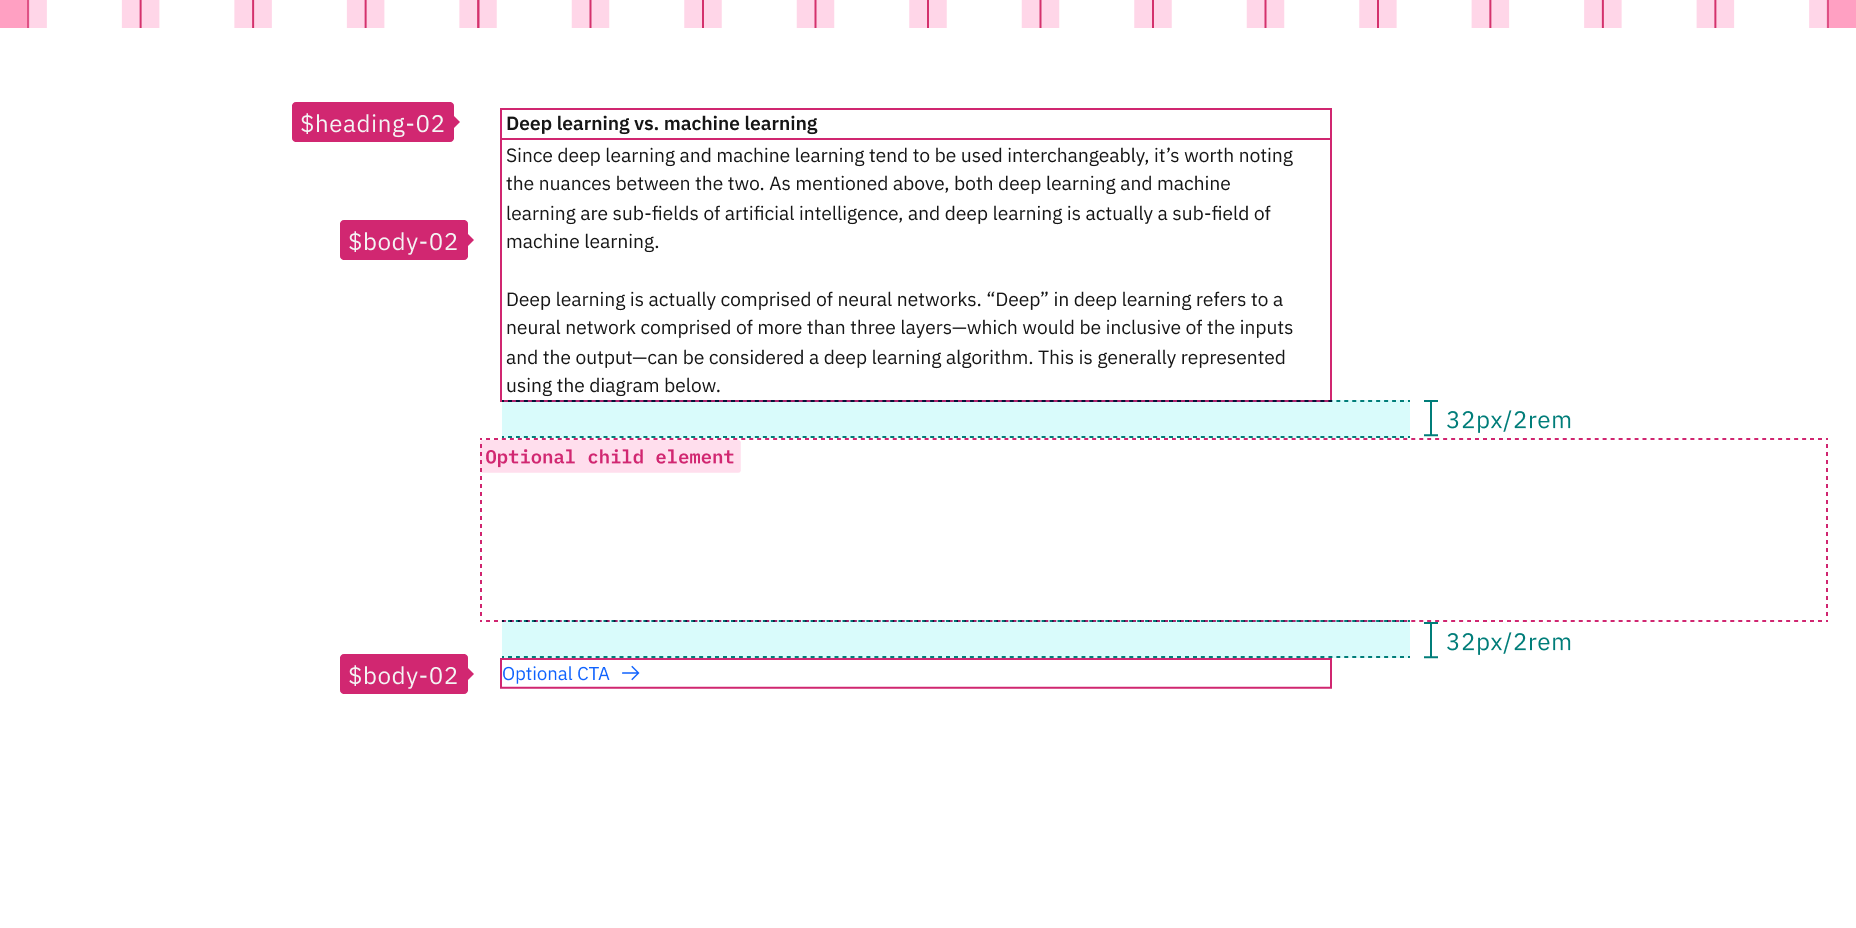 $heading-02
Deep learning vs. machine learning
Since deep learning and machine learning tend to be used interchangeably, it’s worth noting
the nuances between the two. As mentioned above, both deep learning and machine
learning are sub-fields of artificial intelligence, and deep learning is actually a sub-field of
machine learning.
$body-02
Deep learning is actually comprised of neural networks. “Deep” in deep learning refers to a
neural network comprised of more than three layers—which would be inclusive of the inputs
and the output—can be considered a deep learning algorithm. This is generally represented
using the diagram below.
32px/2rem
Optional child element
32px/2rem
$body-02
Optional CTA →